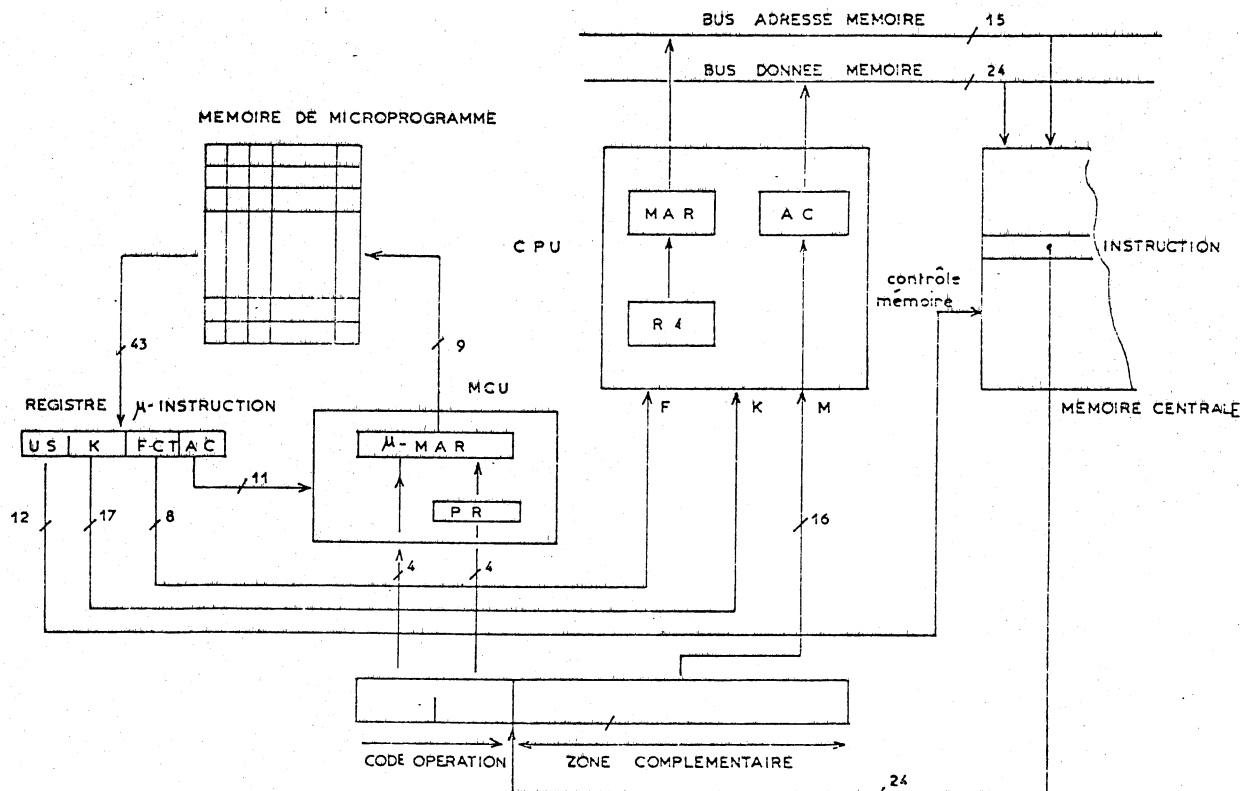 BUS ADRESSE MEMOIRE 15
BUS DONNEE MEMOIRE 24
MEMOIRE DE MICROPROGRAMME
MAR
AC
CPU
INSTRUCTION
contrôle
mémoire
R4
43
9
MCU
REGISTRE μ-INSTRUCTION
F
K
M
MEMOIRE CENTRALE
US K FCT AC
μ-MAR
11
PR
12
17
8
16
4
4
CODE OPERATION
ZONE COMPLEMENTAIRE
24